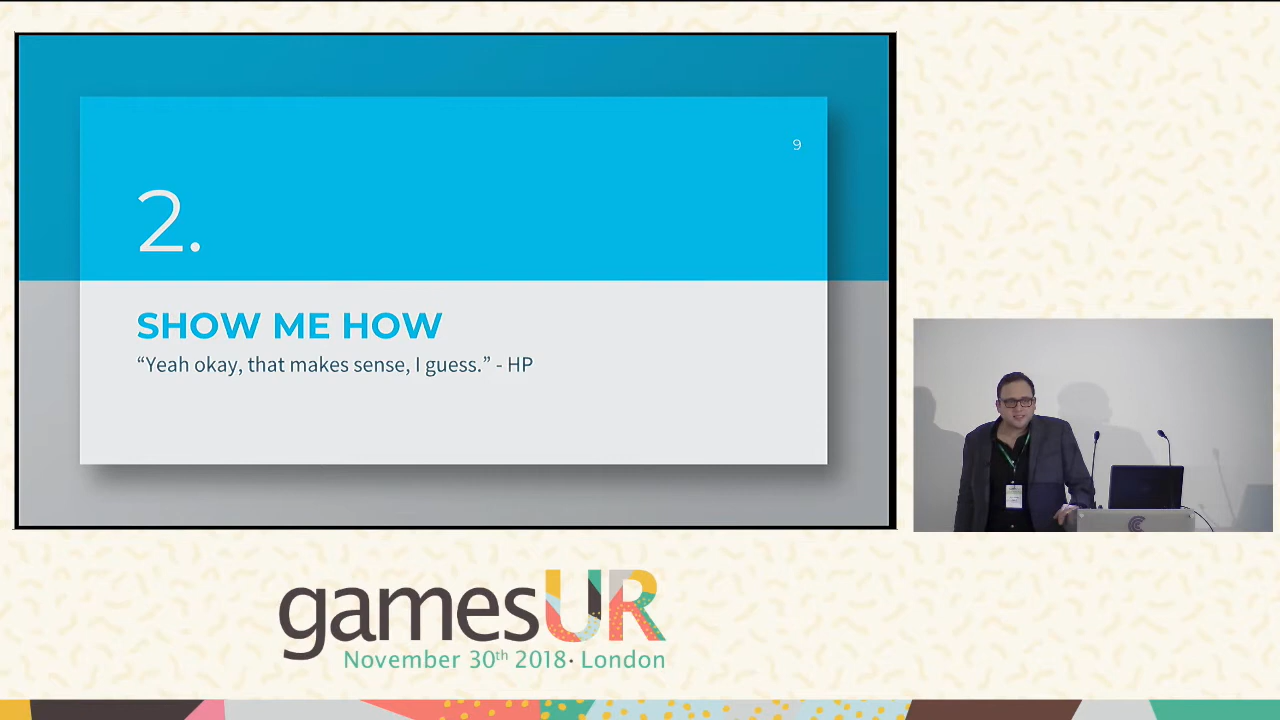 9
2.
SHOW ME HOW
“Yeah okay, that makes sense, I guess.” - HP
gamesUR
November 30th 2018 · London